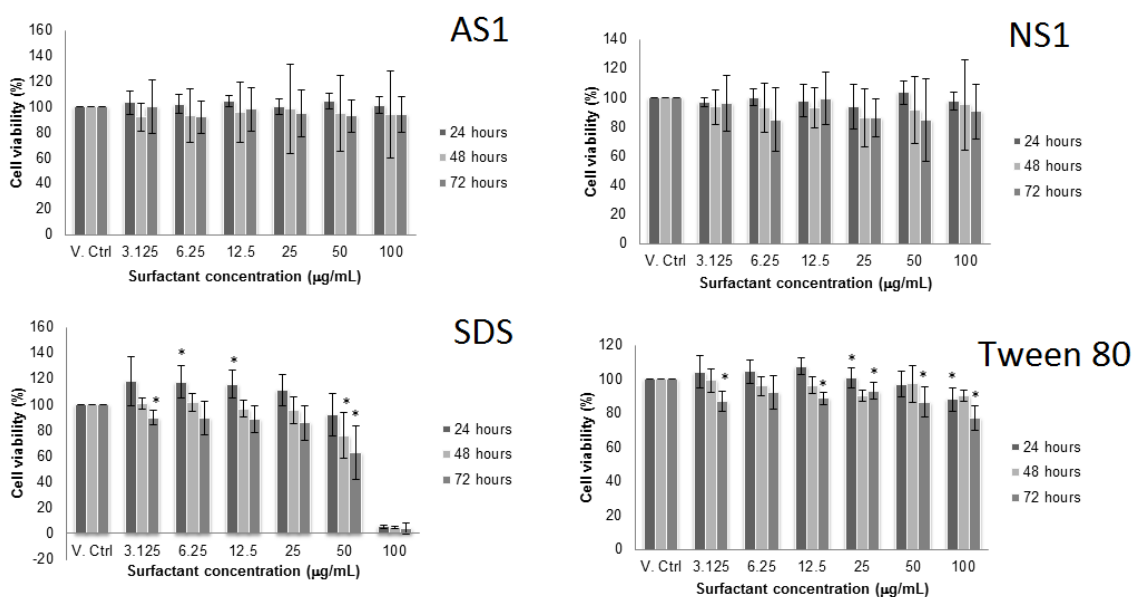 AS1
160
140
120
100
80
60
40
20
0
Cell viability (%)
V. Ctrl 3.125 6.25 12.5 25 50 100
Surfactant concentration (µg/mL)
24 hours
48 hours
72 hours
NS1
140
120
100
80
60
40
20
0
Cell viability (%)
V. Ctrl 3.125 6.25 12.5 25 50 100
Surfactant concentration (µg/mL)
24 hours
48 hours
72 hours
SDS
160
140
120
100
80
60
40
20
0
-20
Cell viability (%)
* * * * *
V. Ctrl 3.125 6.25 12.5 25 50 100
Surfactant concentration (µg/mL)
24 hours
48 hours
72 hours
Tween 80
120
100
80
60
40
20
0
Cell viability (%)
* * * * * * *
V. Ctrl 3.125 6.25 12.5 25 50 100
Surfactant concentration (µg/mL)
24 hours
48 hours
72 hours